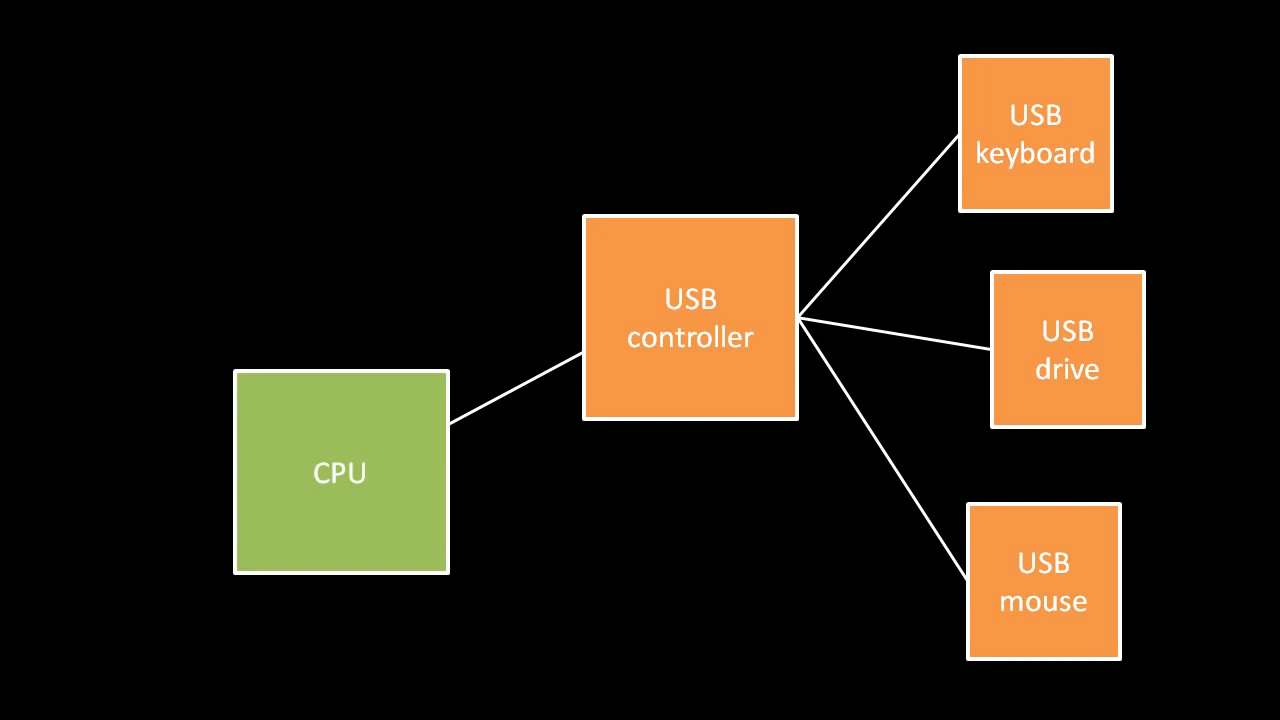 USB
keyboard
USB
controller
USB
drive
CPU
USB
mouse